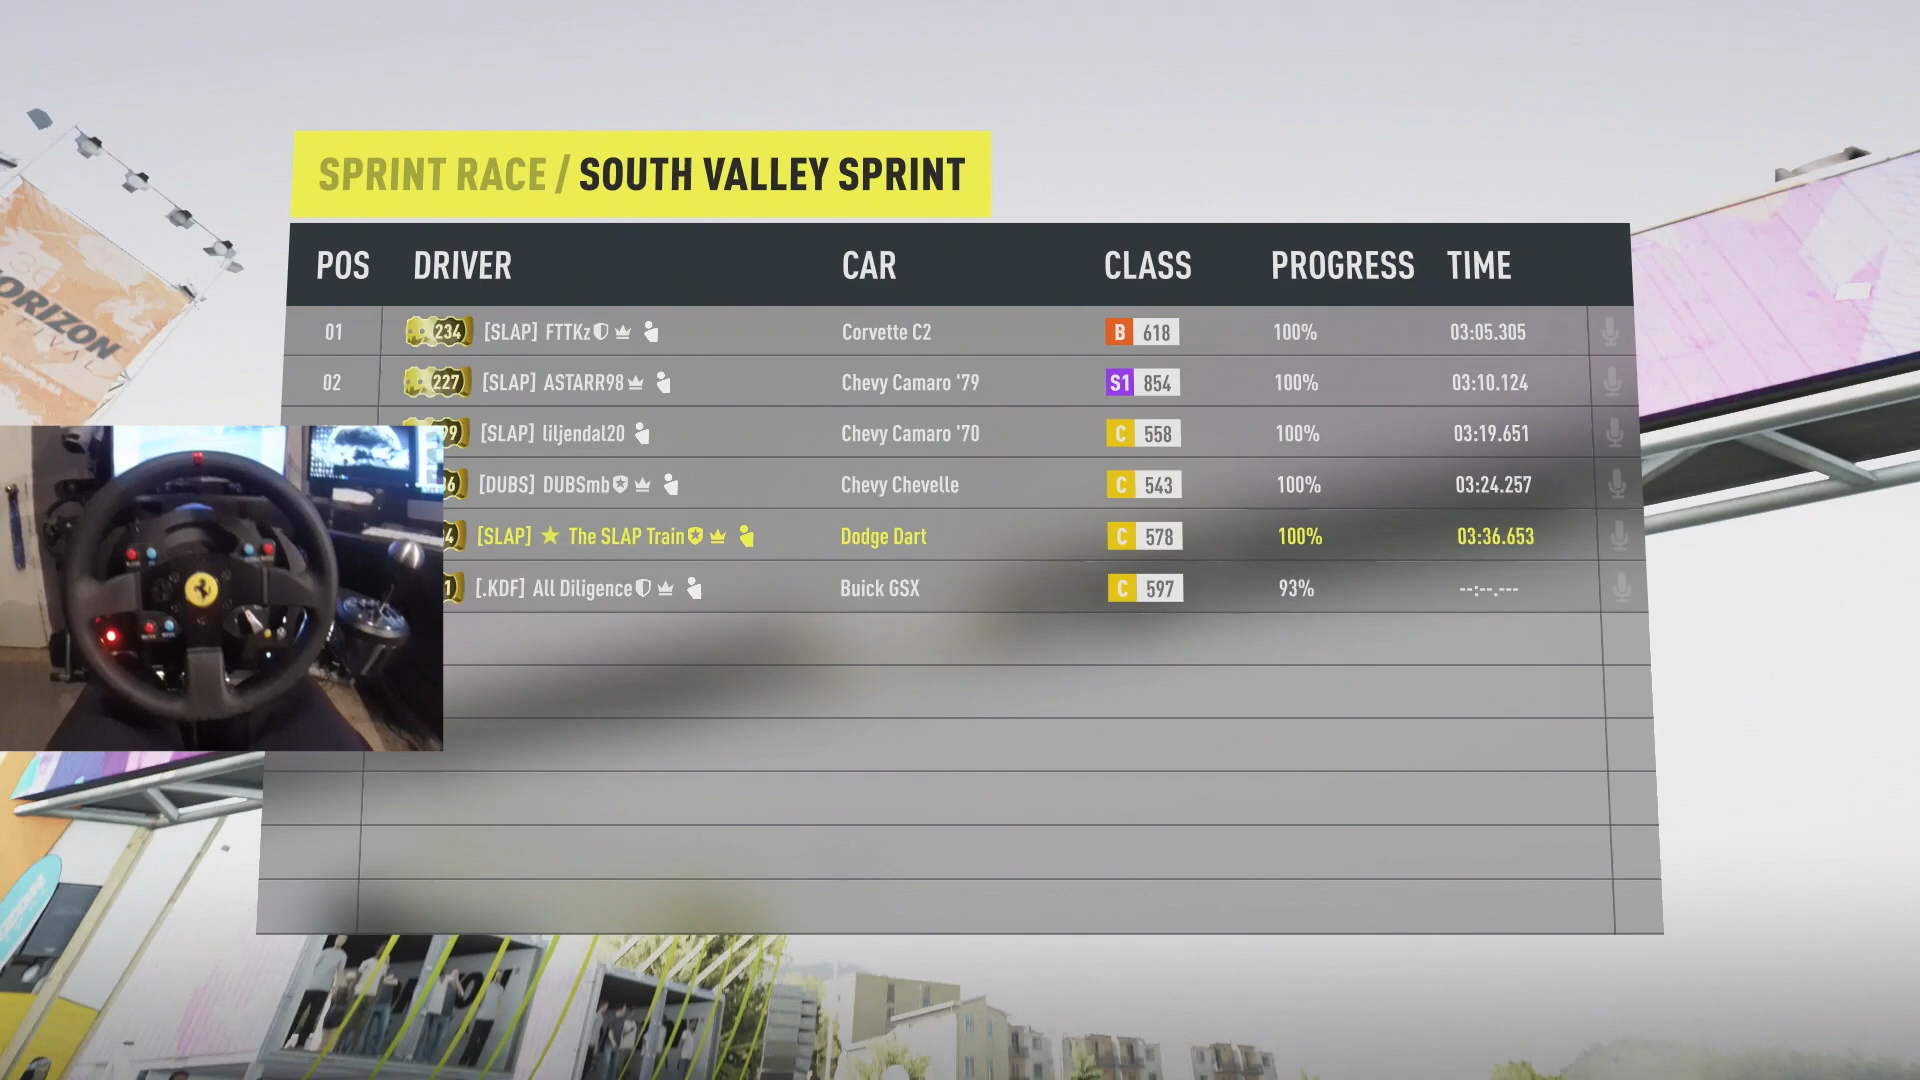 SPRINT RACE / SOUTH VALLEY SPRINT
POS DRIVER CAR CLASS PROGRESS TIME
01 234 [SLAP] FTTKz Corvette C2 B 618 100% 03:05.305
02 227 [SLAP] ASTARR98 Chevy Camaro '79 S1 854 100% 03:10.124
[SLAP] liljendal20 Chevy Camaro '70 C 558 100% 03:19.651
[DUBS] DUBSmb Chevy Chevelle C 543 100% 03:24.257
[SLAP] ★ The SLAP Train Dodge Dart C 578 100% 03:36.653
[.KDF] All Diligence Buick GSX C 597 93% --:--.---